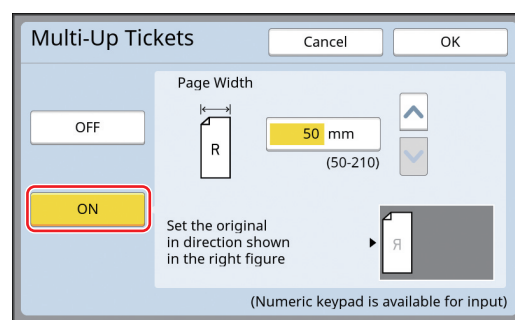 Multi-Up Tickets
Cancel
OK
OFF
ON
Page Width
R
50 mm
(50-210)
Set the original
in direction shown
in the right figure
R
(Numeric keypad is available for input)